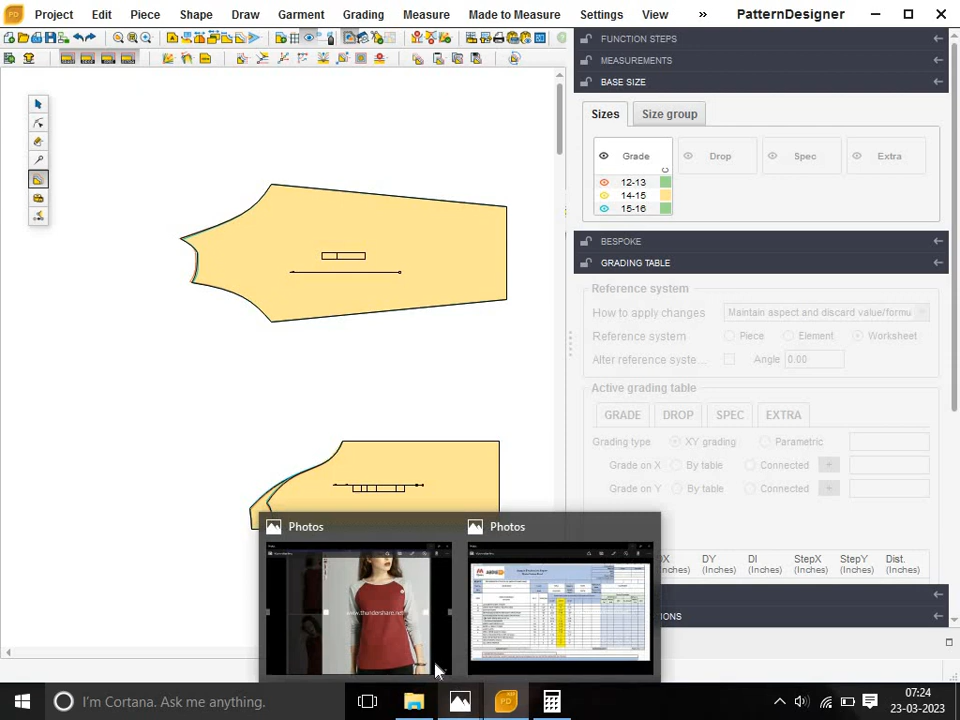 Project Edit Piece Shape Draw Garment Grading Measure Made to Measure Settings View » PatternDesigner
FUNCTION STEPS
MEASUREMENTS
BASE SIZE
Sizes Size group
Grade Drop Spec Extra
12-13
14-15
15-16
BESPOKE
GRADING TABLE
Reference system
How to apply changes Maintain aspect and discard value/formu
Reference system Piece Element Worksheet
Alter reference syste... Angle 0.00
Active grading table
GRADE DROP SPEC EXTRA
Grading type XY grading Parametric
Grade on X By table Connected +
Grade on Y By table Connected +
Photos Photos
DY DI StepX StepY Dist.
(Inches) (Inches) (Inches) (Inches) (Inches)
www.thundershare.net
I'm Cortana. Ask me anything.
07:24
23-03-2023